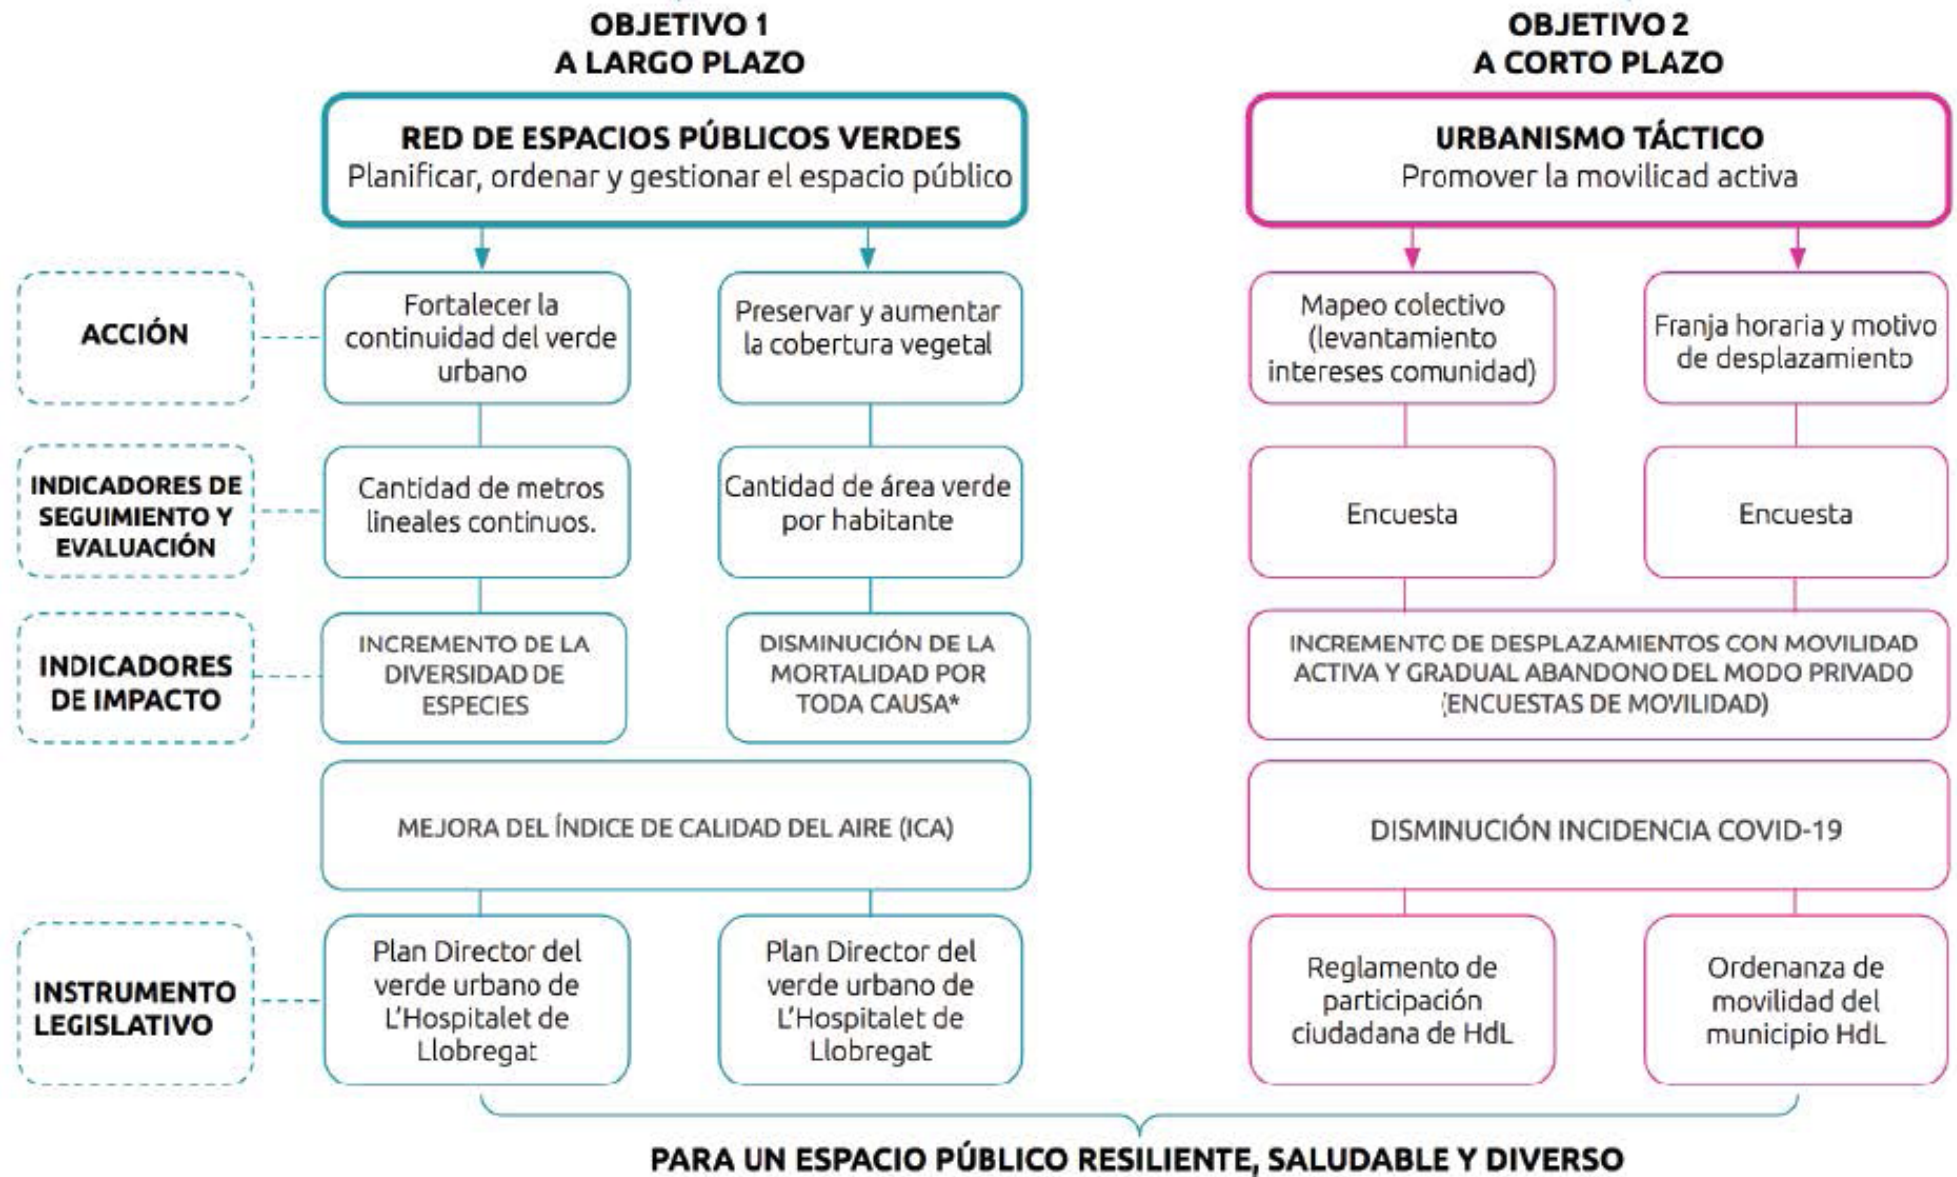 OBJETIVO 1
A LARGO PLAZO
OBJETIVO 2
A CORTO PLAZO
RED DE ESPACIOS PÚBLICOS VERDES
Planificar, ordenar y gestionar el espacio público
URBANISMO TÁCTICO
Promover la movilicad activa
ACCIÓN
Fortalecer la
continuidad del verde
urbano
Preservar y aumentar
la cobertura vegetal
Mapeo colectivo
(levantamiento
intereses comunidad)
Franja horaria y motivo
de desplazamiento
INDICADORES DE
SEGUIMIENTO Y
EVALUACIÓN
Cantidad de metros
lineales continuos.
Cantidad de área verde
por habitante
Encuesta
Encuesta
INDICADORES
DE IMPACTO
INCREMENTO DE LA
DIVERSIDAD DE
ESPECIES
DISMINUCIÓN DE LA
MORTALIDAD POR
TODA CAUSA*
INCREMENTO DE DESPLAZAMIENTOS CON MOVILIDAD
ACTIVA Y GRADUAL ABANDONO DEL MODO PRIVADO
(ENCUESTAS DE MOVILIDAD)
MEJORA DEL ÍNDICE DE CALIDAD DEL AIRE (ICA)
DISMINUCIÓN INCIDENCIA COVID-19
INSTRUMENTO
LEGISLATIVO
Plan Director del
verde urbano de
L'Hospitalet de
Llobregat
Plan Director del
verde urbano de
L'Hospitalet de
Llobregat
Reglamento de
participación
ciudadana de HdL
Ordenanza de
movilidad del
municipio HdL
PARA UN ESPACIO PÚBLICO RESILIENTE, SALUDABLE Y DIVERSO